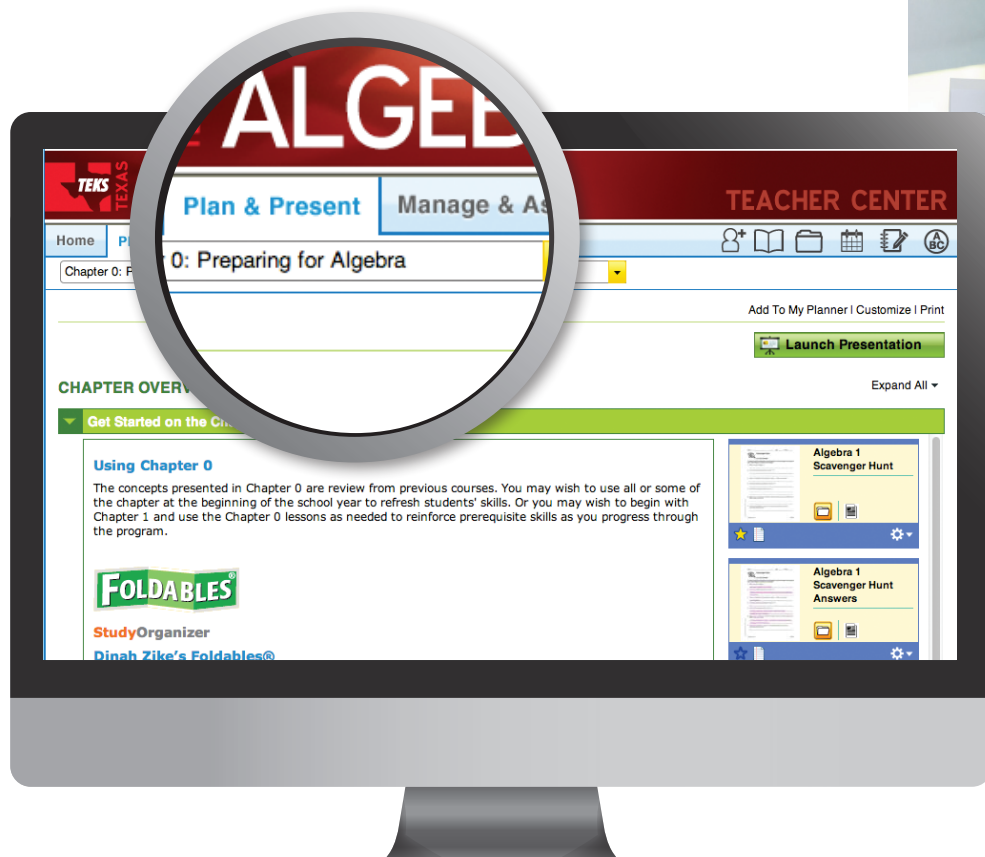 ALGEB
TEKS
TEXAS
TEACHER CENTER
Plan & Present Manage & As
Home P
Chapter 0: P
0: Preparing for Algebra
ABC
Add To My Planner I Customize I Print
Launch Presentation
CHAPTER OVERV
Expand All
Get Started on the Ch
Using Chapter 0
The concepts presented in Chapter 0 are review from previous courses. You may wish to use all or some of
the chapter at the beginning of the school year to refresh students' skills. Or you may wish to begin with
Chapter 1 and use the Chapter 0 lessons as needed to reinforce prerequisite skills as you progress through
the program.
FOLDABLES®
StudyOrganizer
Dinah Zike's Foldables®
Algebra 1
Scavenger Hunt
Algebra 1
Scavenger Hunt
Answers